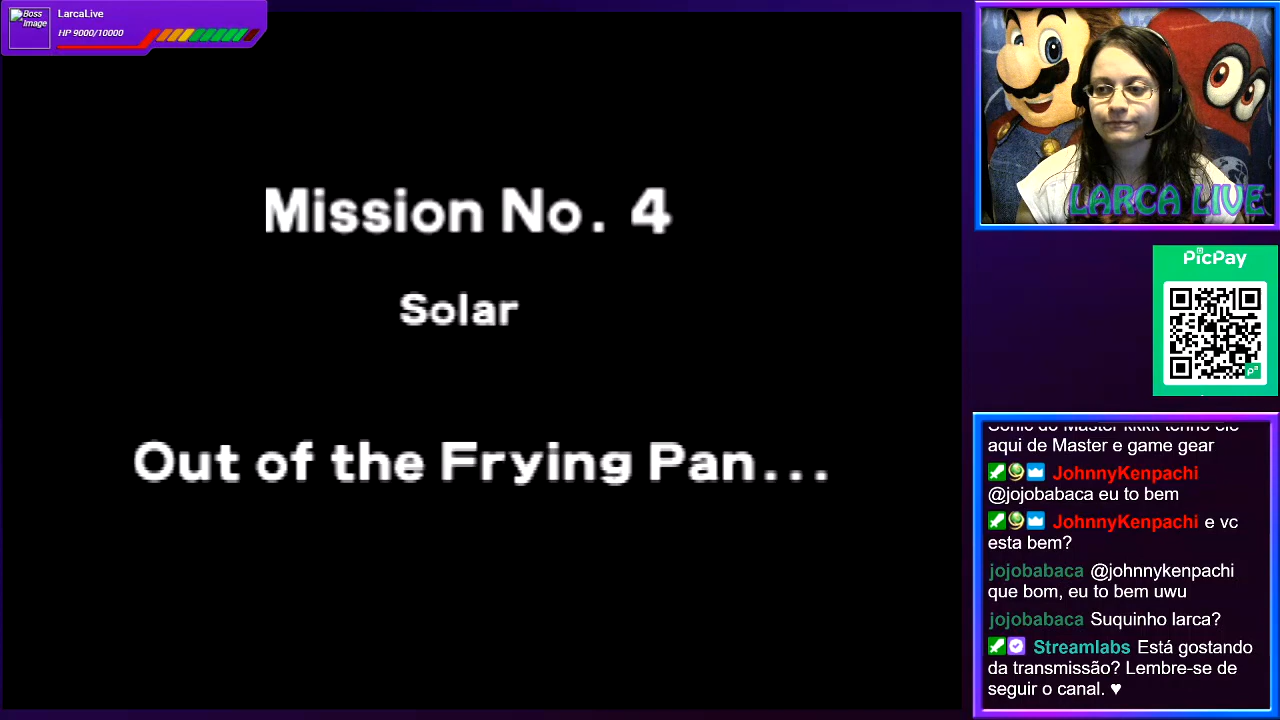 Boss
Image
LarcaLive
HP 9000/10000
Mission No. 4
Solar
Out of the Frying Pan...
LARCA LIVE
PicPay
aqui de Master e game gear
JohnnyKenpachi
@jojobabaca eu to bem
JohnnyKenpachi e vc
esta bem?
jojobabaca @johnnykenpachi
que bom, eu to bem uwu
jojobabaca Suquinho larca?
Streamlabs Está gostando
da transmissão? Lembre-se de
seguir o canal. ♥